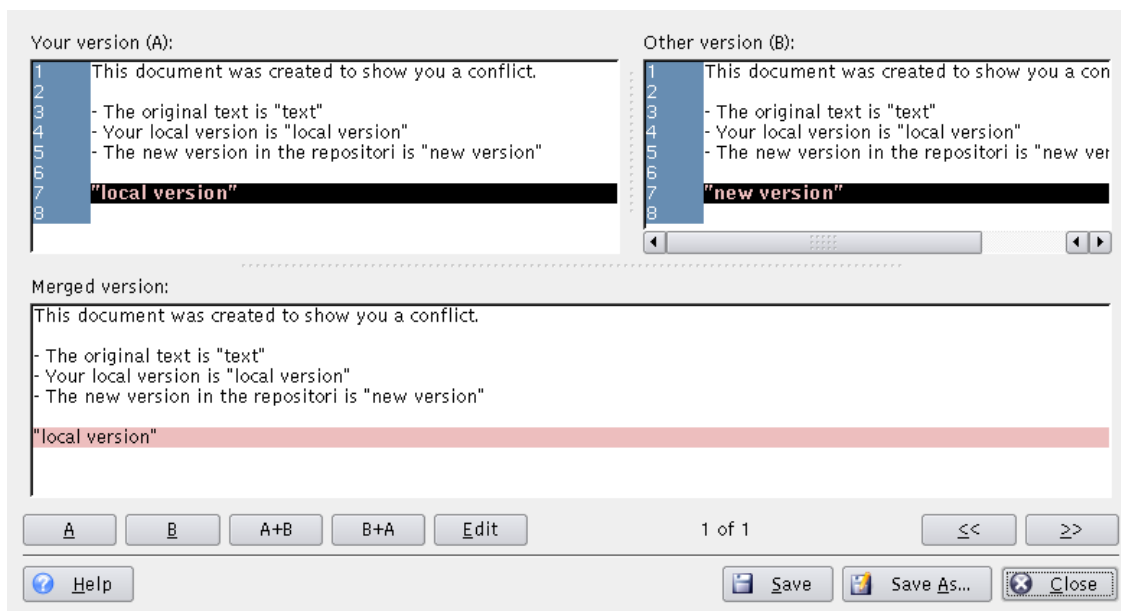 Your version (A):
1 This document was created to show you a conflict.
2
3 - The original text is "text"
4 - Your local version is "local version"
5 - The new version in the repositori is "new version"
6
7 "local version"
8
Other version (B):
1 This document was created to show you a con
2
3 - The original text is "text"
4 - Your local version is "local version"
5 - The new version in the repositori is "new ver
6
7 "new version"
8
Merged version:
This document was created to show you a conflict.
- The original text is "text"
- Your local version is "local version"
- The new version in the repositori is "new version"
"local version"
A B A+B B+A Edit 1 of 1 << >>
Help Save Save As... Close